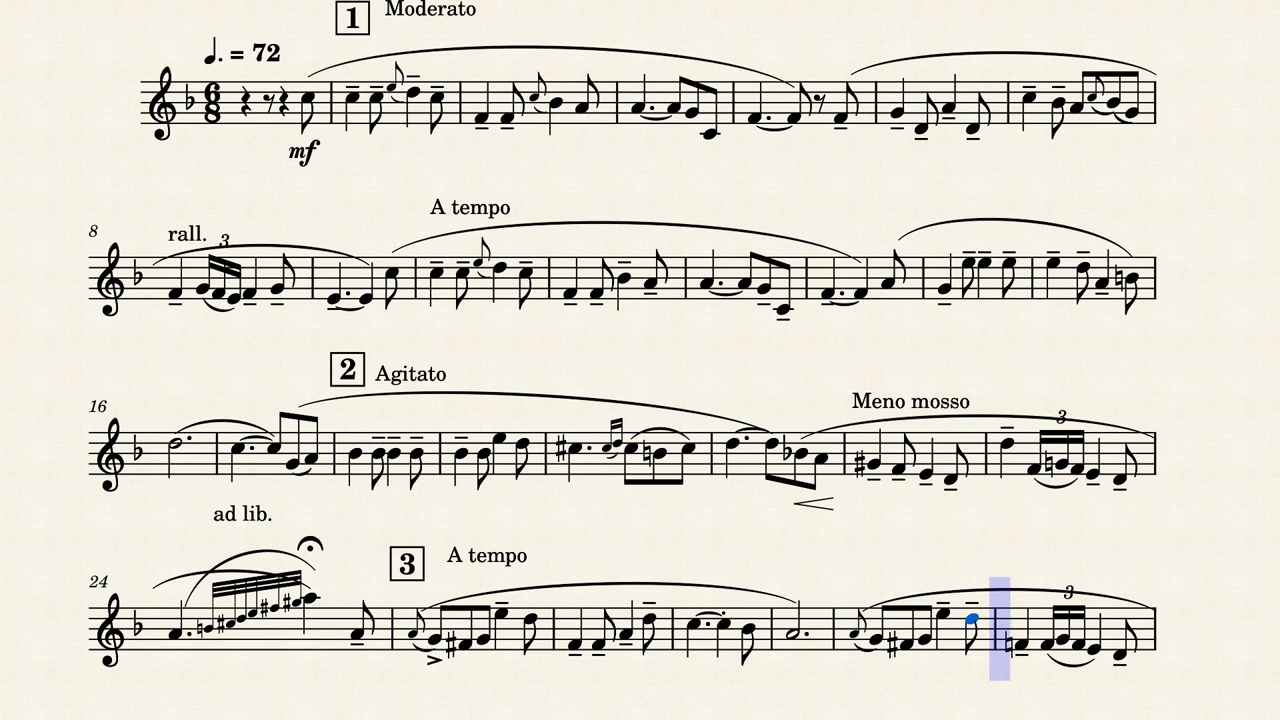 1 Moderato
♩. = 72
6
8
mf
8 rall. 3 A tempo
16 2 Agitato Meno mosso 3
24 ad lib. 3 A tempo 3